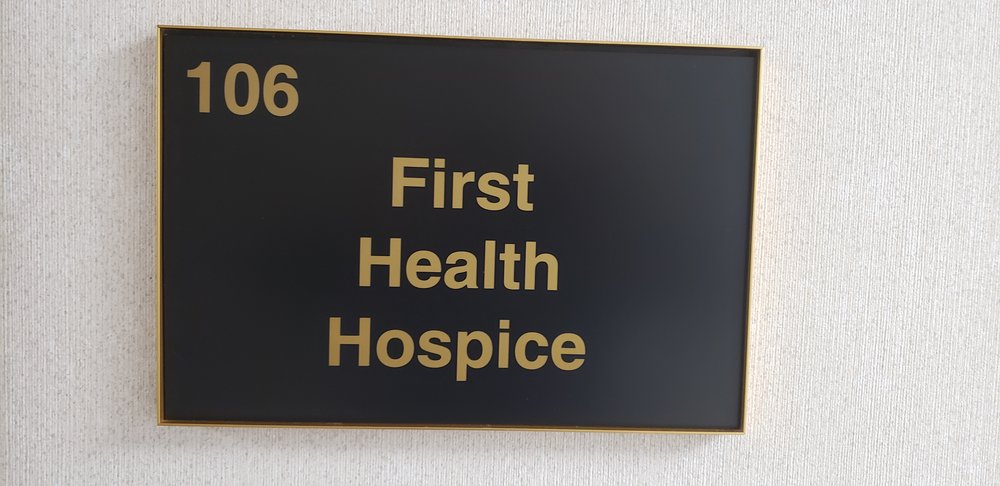 106
First
Health
Hospice